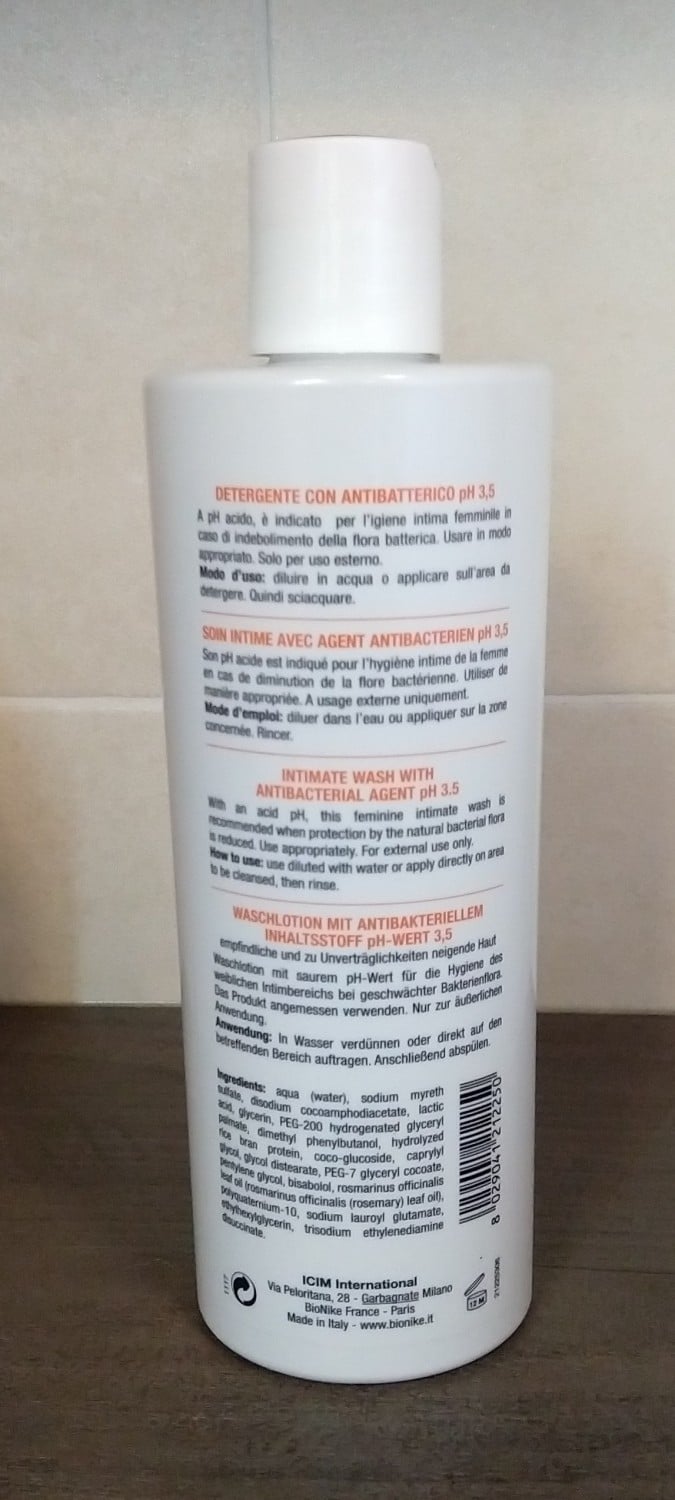 DETERGENTE CON ANTIBATTERICO pH 3,5
A pH acido, è indicato per l'igiene intima femminile in
caso di indebolimento della flora batterica. Usare in modo
appropriato. Solo per uso esterno.
Modo d'uso: diluire in acqua o applicare sull'area da
detergere. Quindi sciacquare.
SOIN INTIME AVEC AGENT ANTIBACTERIEN pH 3,5
Son pH acide est indiqué pour l'hygiène intime de la femme
en cas de diminution de la flore bactérienne. Utiliser de
manière appropriée. A usage externe uniquement.
Mode d'emploi: diluer dans l'eau ou appliquer sur la zone
concernée. Rincer.
INTIMATE WASH WITH
ANTIBACTERIAL AGENT pH 3.5
With an acid pH, this feminine intimate wash is
recommended when protection by the natural bacterial flora
is reduced. Use appropriately. For external use only.
How to use: use diluted with water or apply directly on area
to be cleansed, then rinse.
WASCHLOTION MIT ANTIBAKTERIELLEM
INHALTSSTOFF pH-WERT 3,5
empfindliche und zu Unverträglichkeiten neigende Haut
Waschlotion mit saurem pH-Wert für die Hygiene des
weiblichen Intimbereichs bei geschwächter Bakterienflora.
Das Produkt angemessen verwenden. Nur zur äußerlichen
Anwendung.
Anwendung: In Wasser verdünnen oder direkt auf den
betreffenden Bereich auftragen. Anschließend abspülen.
Ingredients: aqua (water), sodium myreth
sulfate, disodium cocoamphodiacetate, lactic
acid, glycerin, PEG-200 hydrogenated glyceryl
palmate, dimethyl phenylbutanol, hydrolyzed
rice bran protein, coco-glucoside, caprylyl
glycol, glycol distearate, PEG-7 glyceryl cocoate,
pentylene glycol, bisabolol, rosmarinus officinalis
leaf oil (rosmarinus officinalis (rosemary) leaf oil),
polyquaternium-10, sodium lauroyl glutamate,
ethylhexylglycerin, trisodium ethylenediamine
disuccinate.
8 029041 212250
1117
ICIM International
Via Peloritana, 28 - Garbagnate Milano
BioNike France - Paris
Made in Italy - www.bionike.it
12 M